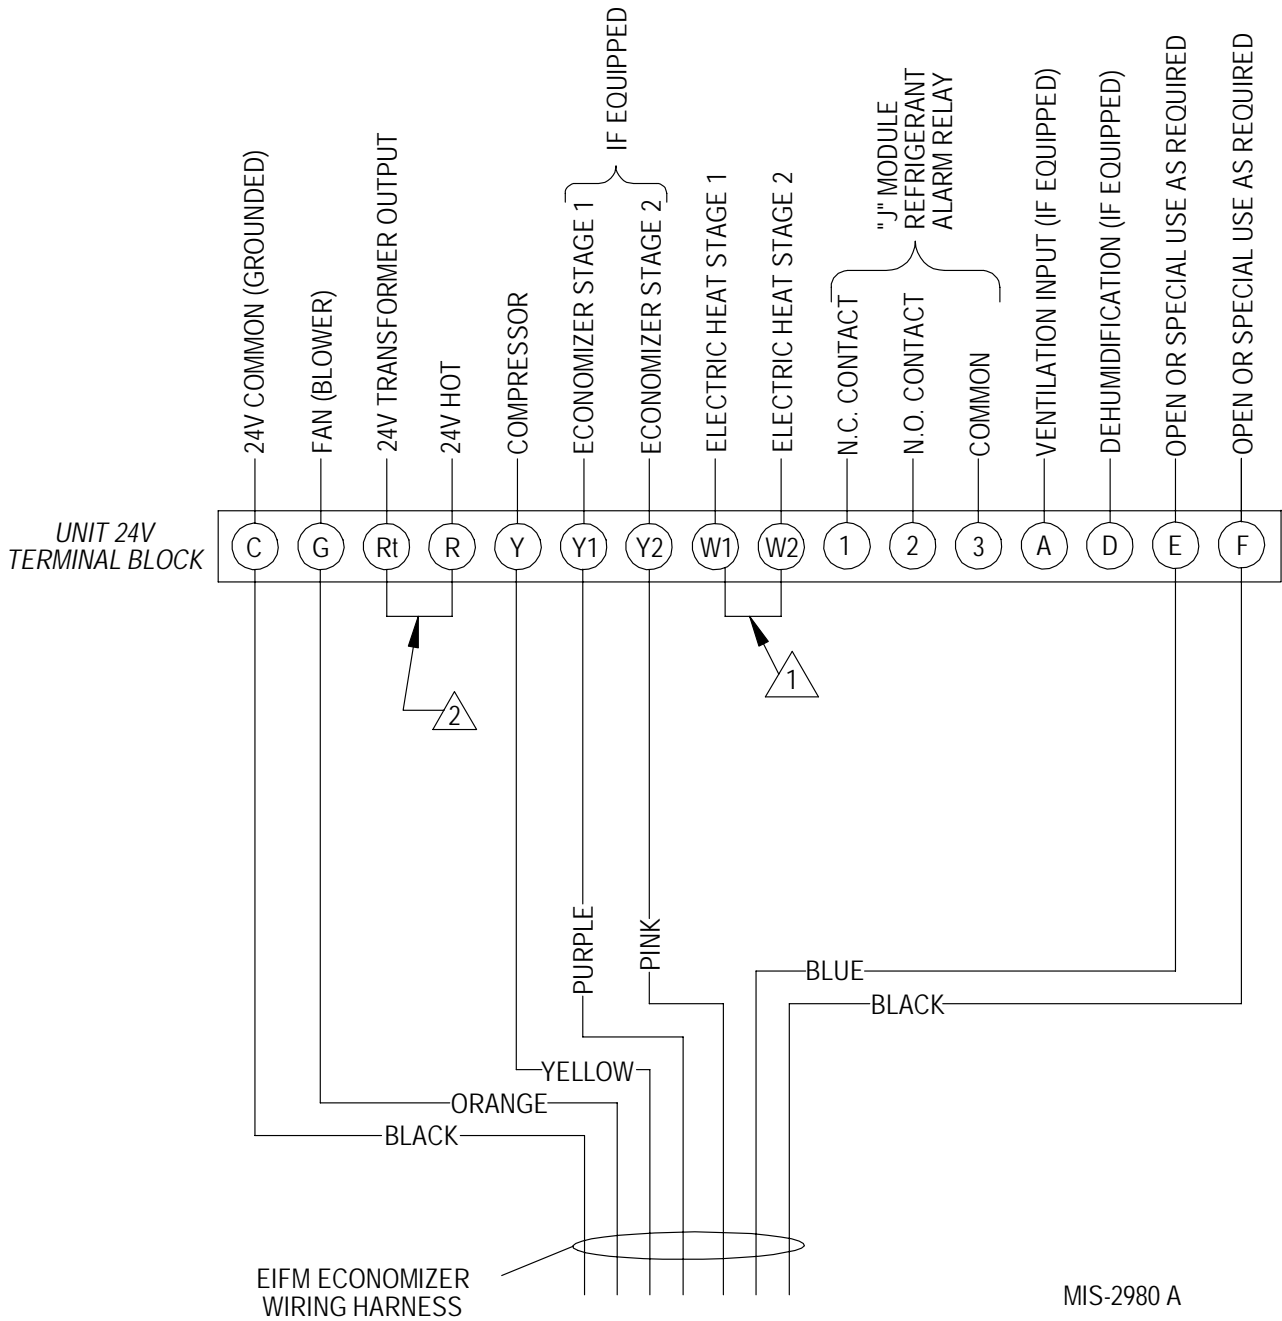 24V COMMON (GROUNDED)
FAN (BLOWER)
24V TRANSFORMER OUTPUT
24V HOT
COMPRESSOR
IF EQUIPPED
ECONOMIZER STAGE 1
ECONOMIZER STAGE 2
ELECTRIC HEAT STAGE 1
ELECTRIC HEAT STAGE 2
"J" MODULE
REFRIGERANT
ALARM RELAY
N.C. CONTACT
N.O. CONTACT
COMMON
VENTILATION INPUT (IF EQUIPPED)
DEHUMIDIFICATION (IF EQUIPPED)
OPEN OR SPECIAL USE AS REQUIRED
OPEN OR SPECIAL USE AS REQUIRED
UNIT 24V
TERMINAL BLOCK
C G Rt R Y Y1 Y2 W1 W2 1 2 3 A D E F
2
1
PURPLE
PINK
BLUE
BLACK
YELLOW
ORANGE
BLACK
EIFM ECONOMIZER
WIRING HARNESS
MIS-2980 A